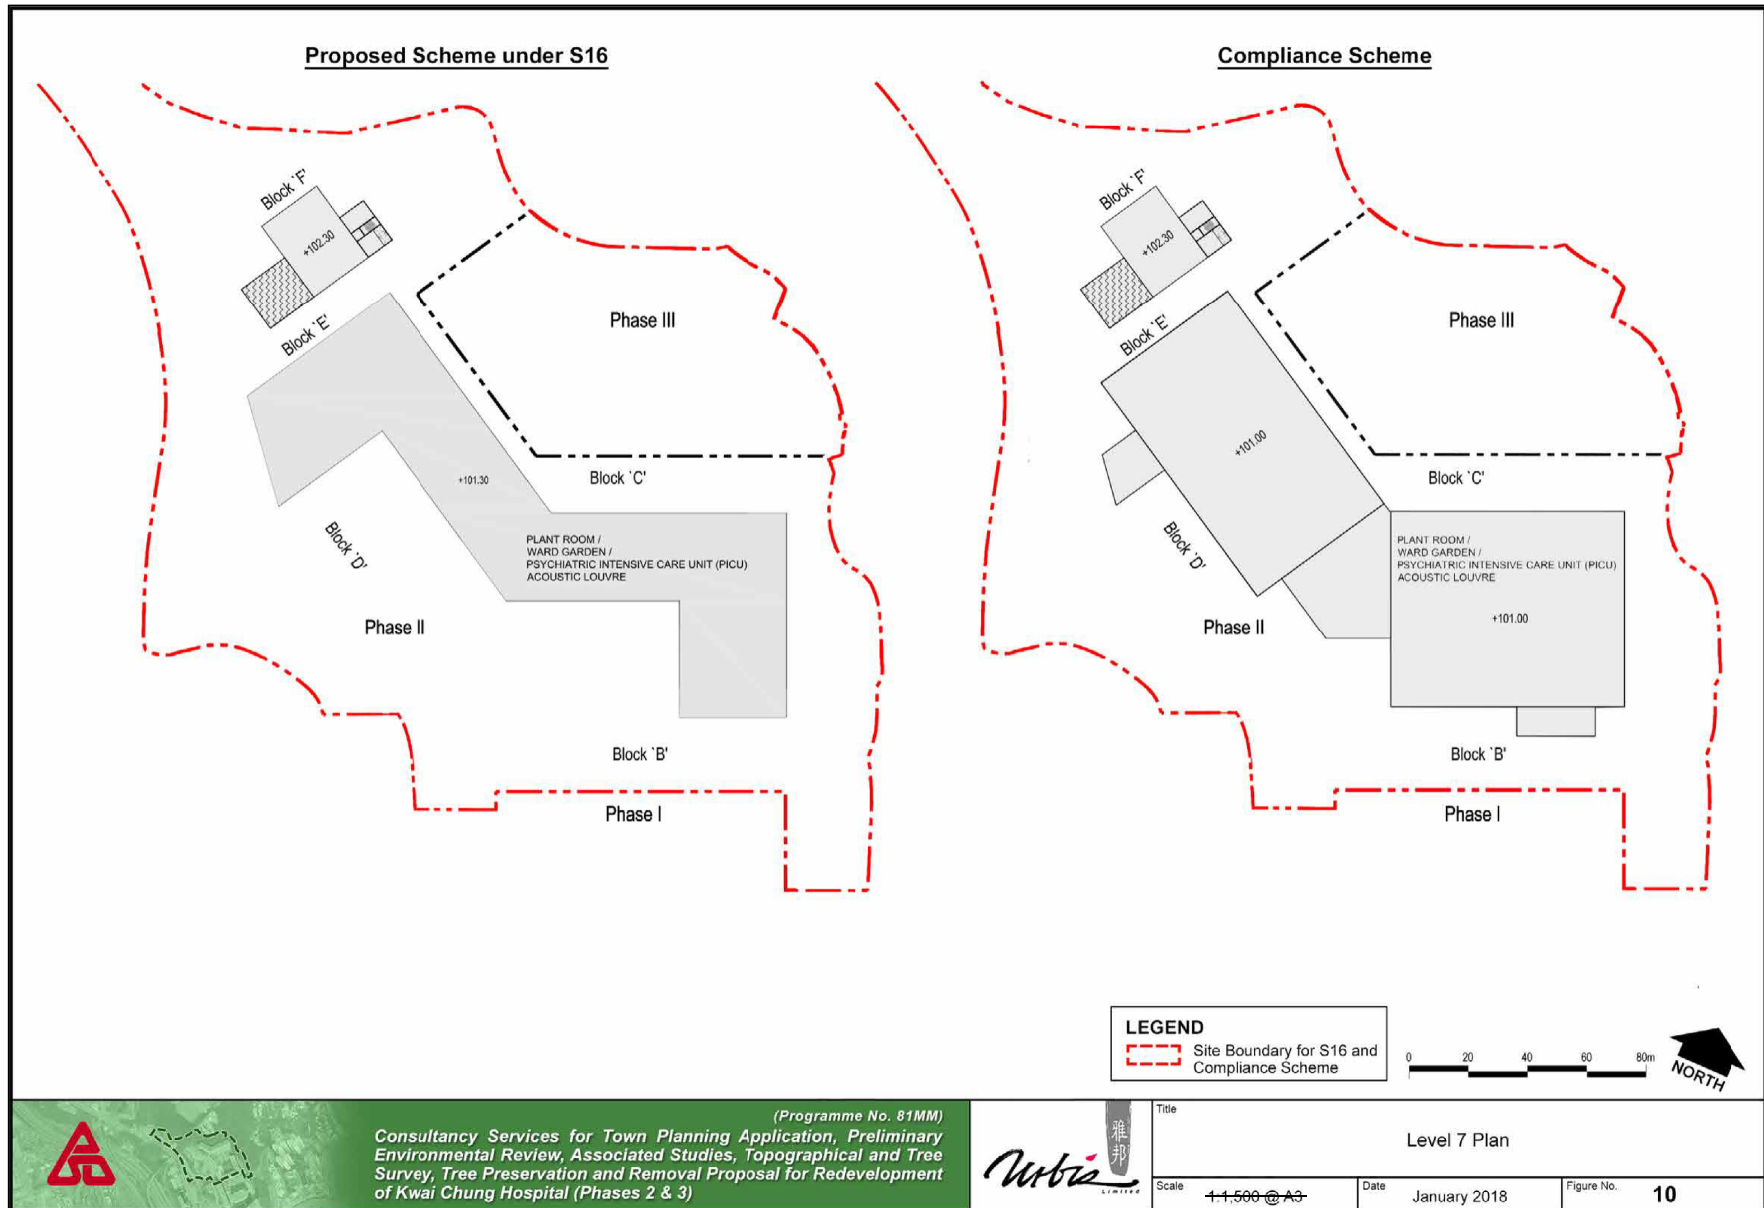 Proposed Scheme under S16
Block `F'
+102.30
Block `E'
Phase III
+101.30
Block `C'
Block `D'
PLANT ROOM /
WARD GARDEN /
PSYCHIATRIC INTENSIVE CARE UNIT (PICU)
ACOUSTIC LOUVRE
Phase II
Block `B'
Phase I
Compliance Scheme
Block `F'
+102.30
Block `E'
Phase III
+101.00
Block `C'
Block `D'
PLANT ROOM /
WARD GARDEN /
PSYCHIATRIC INTENSIVE CARE UNIT (PICU)
ACOUSTIC LOUVRE
+101.00
Phase II
Block `B'
Phase I
LEGEND
Site Boundary for S16 and
Compliance Scheme
0 20 40 60 80m
NORTH
(Programme No. 81MM)
Consultancy Services for Town Planning Application, Preliminary
Environmental Review, Associated Studies, Topographical and Tree
Survey, Tree Preservation and Removal Proposal for Redevelopment
of Kwai Chung Hospital (Phases 2 & 3)
雅邦
urbis
Limited
Title
Level 7 Plan
Scale
1:1,500 @ A3
Date
January 2018
Figure No.
10